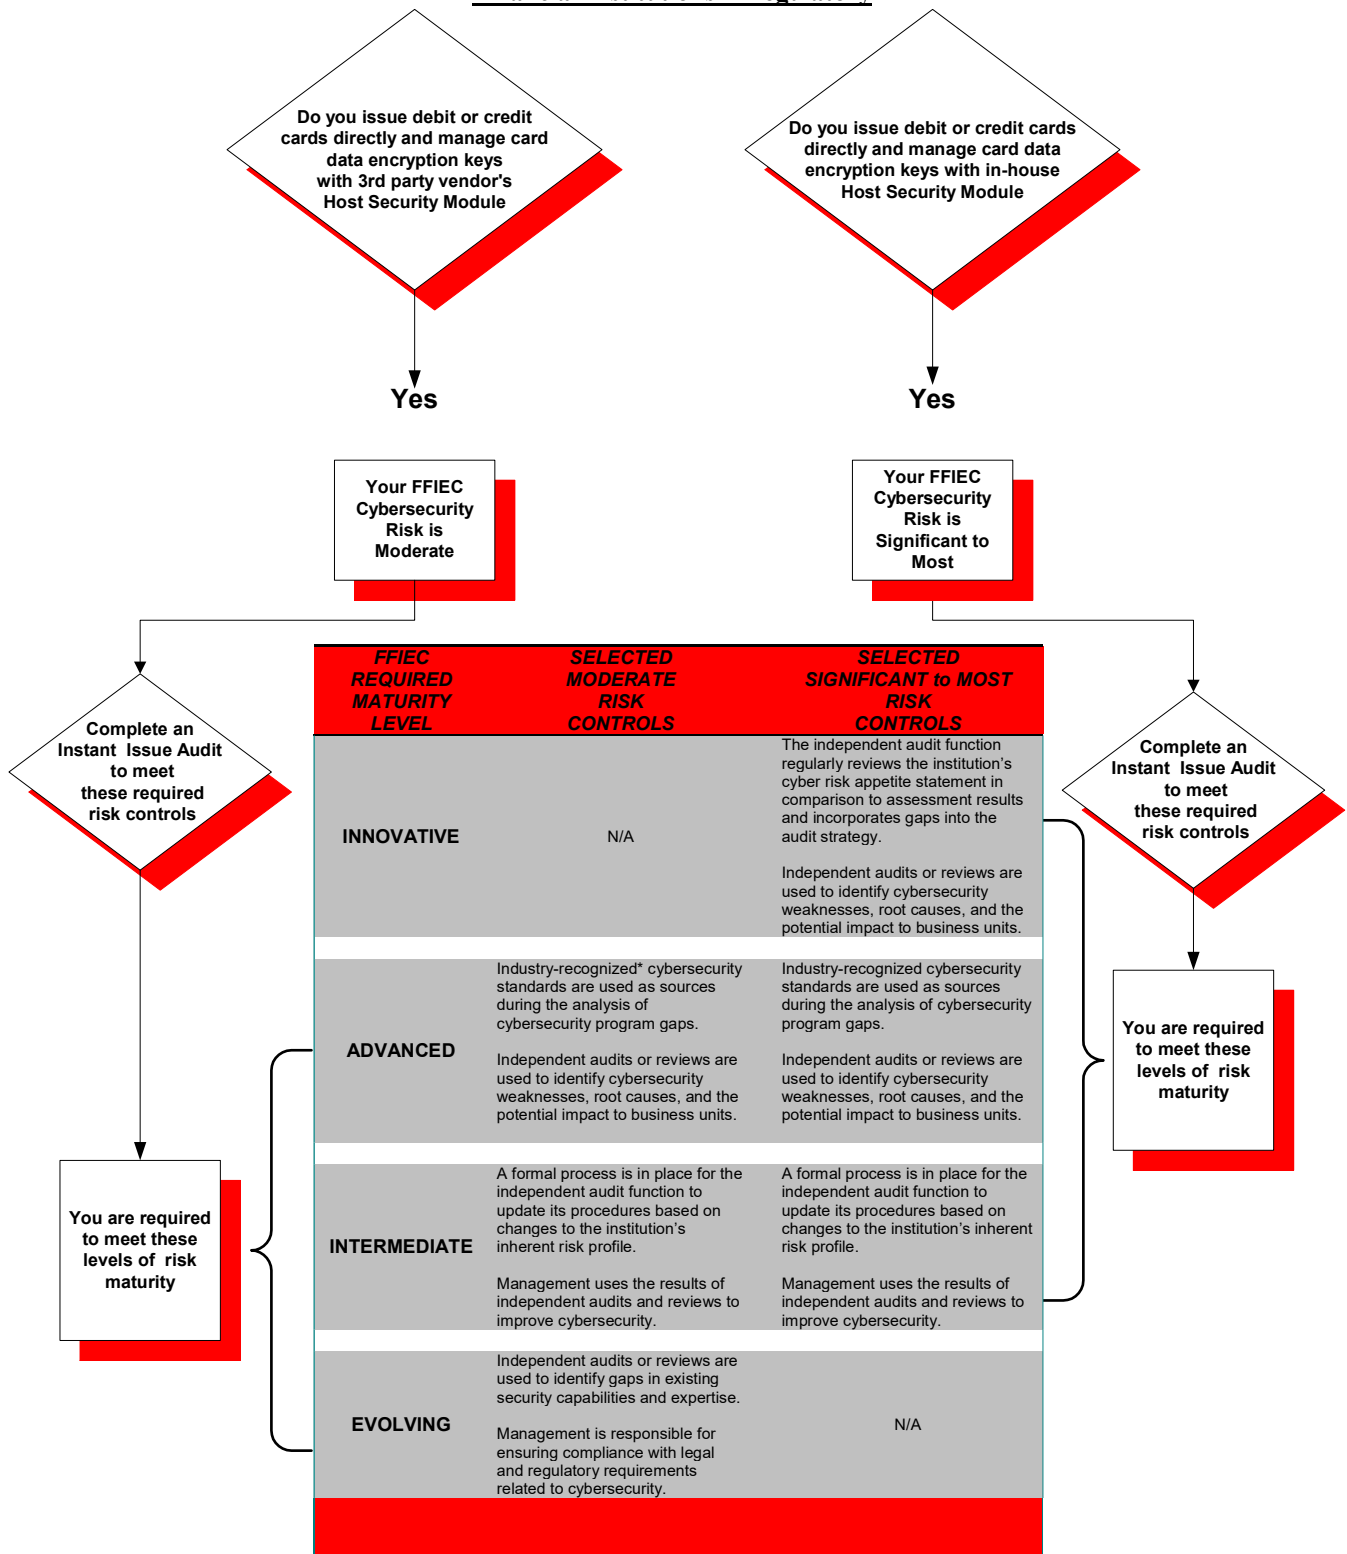 Do you issue debit or credit
cards directly and manage card
data encryption keys
with 3rd party vendor's
Host Security Module
Do you issue debit or credit cards
directly and manage card data
encryption keys with in-house
Host Security Module
Yes
Yes
Your FFIEC
Cybersecurity
Risk is
Moderate
Your FFIEC
Cybersecurity
Risk is
Significant to
Most
Complete an
Instant Issue Audit
to meet
these required
risk controls
Complete an
Instant Issue Audit
to meet
these required
risk controls
You are required
to meet these
levels of risk
maturity
You are required
to meet these
levels of risk
maturity
FFIEC
REQUIRED
MATURITY
LEVEL
SELECTED
MODERATE
RISK
CONTROLS
SELECTED
SIGNIFICANT to MOST
RISK
CONTROLS
INNOVATIVE
N/A
The independent audit function
regularly reviews the institution’s
cyber risk appetite statement in
comparison to assessment results
and incorporates gaps into the
audit strategy.
Independent audits or reviews are
used to identify cybersecurity
weaknesses, root causes, and the
potential impact to business units.
ADVANCED
Industry-recognized* cybersecurity
standards are used as sources
during the analysis of
cybersecurity program gaps.
Independent audits or reviews are
used to identify cybersecurity
weaknesses, root causes, and the
potential impact to business units.
Industry-recognized cybersecurity
standards are used as sources
during the analysis of cybersecurity
program gaps.
Independent audits or reviews are
used to identify cybersecurity
weaknesses, root causes, and the
potential impact to business units.
INTERMEDIATE
A formal process is in place for the
independent audit function to
update its procedures based on
changes to the institution’s
inherent risk profile.
Management uses the results of
independent audits and reviews to
improve cybersecurity.
A formal process is in place for the
independent audit function to
update its procedures based on
changes to the institution’s inherent
risk profile.
Management uses the results of
independent audits and reviews to
improve cybersecurity.
EVOLVING
Independent audits or reviews are
used to identify gaps in existing
security capabilities and expertise.
Management is responsible for
ensuring compliance with legal
and regulatory requirements
related to cybersecurity.
N/A